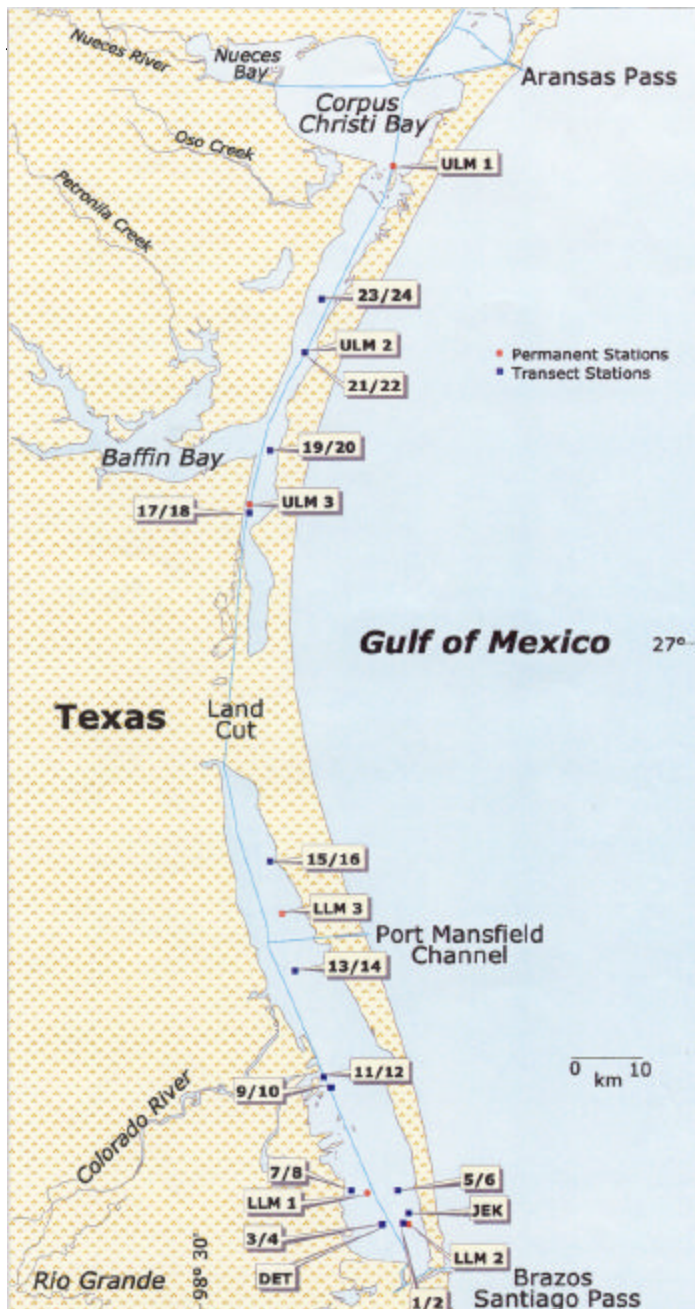 Nueces River
Nueces
Bay
Aransas Pass
Corpus
Christi Bay
Oso Creek
ULM 1
Petronila Creek
23/24
ULM 2
Permanent Stations
21/22
Transect Stations
19/20
Baffin Bay
ULM 3
17/18
Gulf of Mexico
27°
Texas
Land
Cut
15/16
LLM 3
Port Mansfield
Channel
13/14
0 10
km
11/12
9/10
Colorado River
7/8
5/6
LLM 1
JEK
3/4
LLM 2
DET
98° 30'
Rio Grande
Brazos
Santiago Pass
1/2